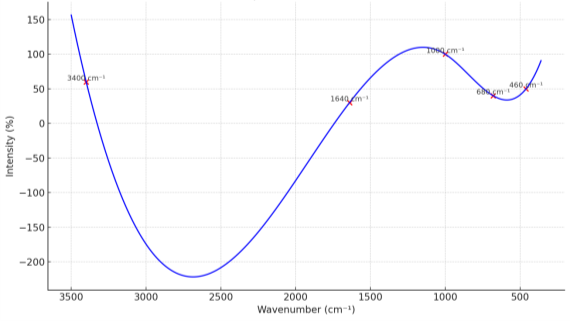 150
100
50
0
−50
−100
−150
−200
Intensity (%)
3400 cm⁻¹
1640 cm⁻¹
1000 cm⁻¹
680 cm⁻¹
460 cm⁻¹
3500 3000 2500 2000 1500 1000 500
Wavenumber (cm⁻¹)